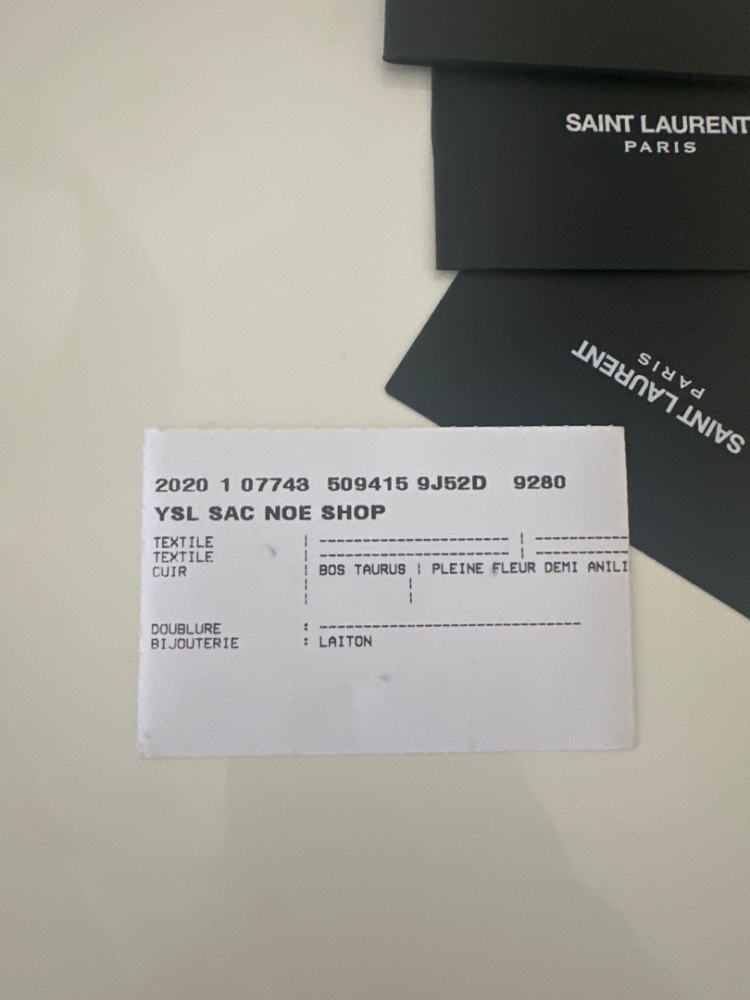 SAINT LAURENT
PARIS
SAINT LAURENT
PARIS
2020 1 07743 509415 9J52D 9280
YSL SAC NOE SHOP
TEXTILE | ------------------------- | ------------
TEXTILE | ------------------------- | ------------
CUIR | BOS TAURUS | PLEINE FLEUR DEMI ANILI
DOUBLURE : ----------------------------------
BIJOUTERIE : LAITON